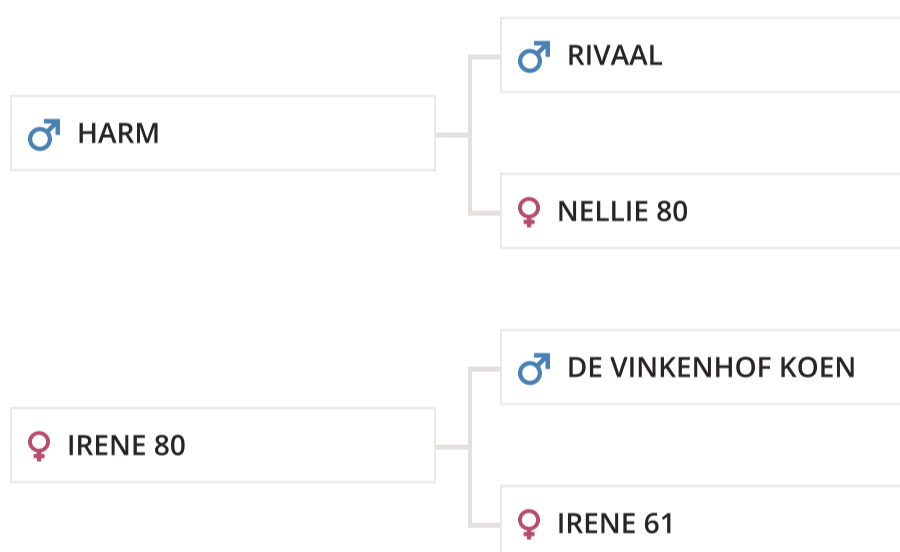 RIVAAL
HARM
NELLIE 80
DE VINKENHOF KOEN
IRENE 80
IRENE 61